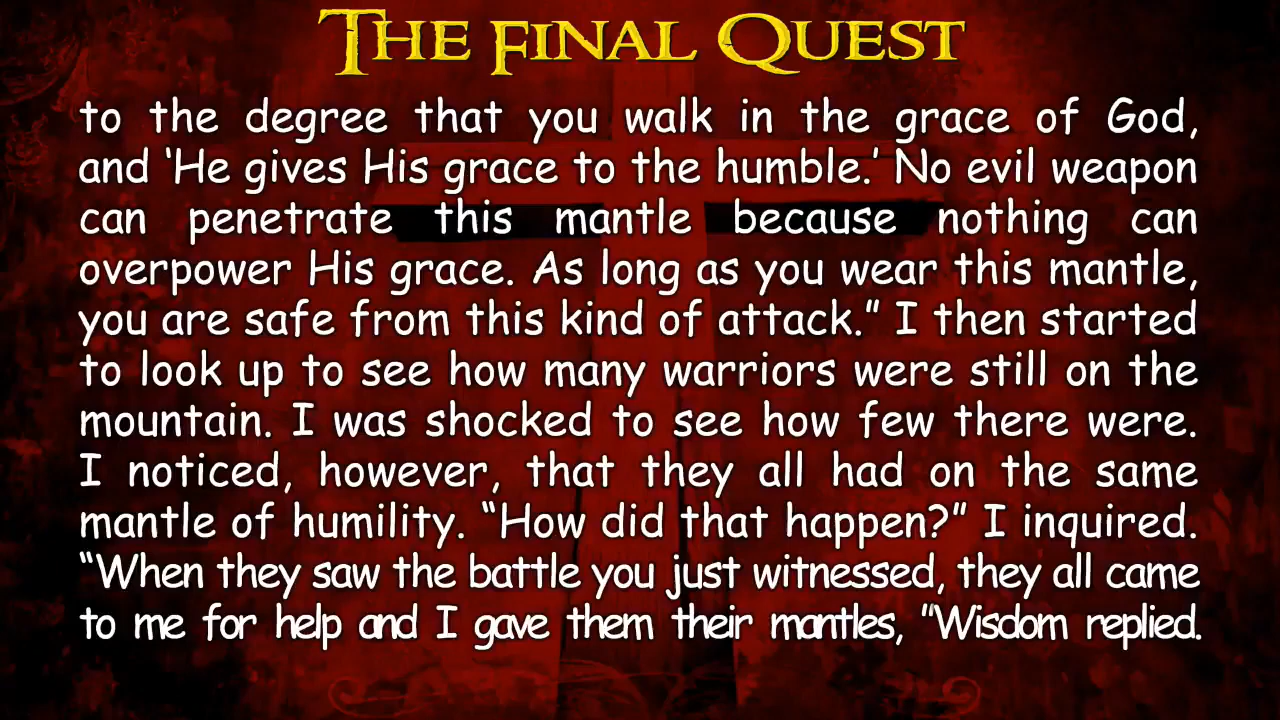 The Final Quest
to the degree that you walk in the grace of God,
and ‘He gives His grace to the humble.’ No evil weapon
can penetrate this mantle because nothing can
overpower His grace. As long as you wear this mantle,
you are safe from this kind of attack.” I then started
to look up to see how many warriors were still on the
mountain. I was shocked to see how few there were.
I noticed, however, that they all had on the same
mantle of humility. “How did that happen?” I inquired.
“When they saw the battle you just witnessed, they all came
to me for help and I gave them their mantles, "Wisdom replied.